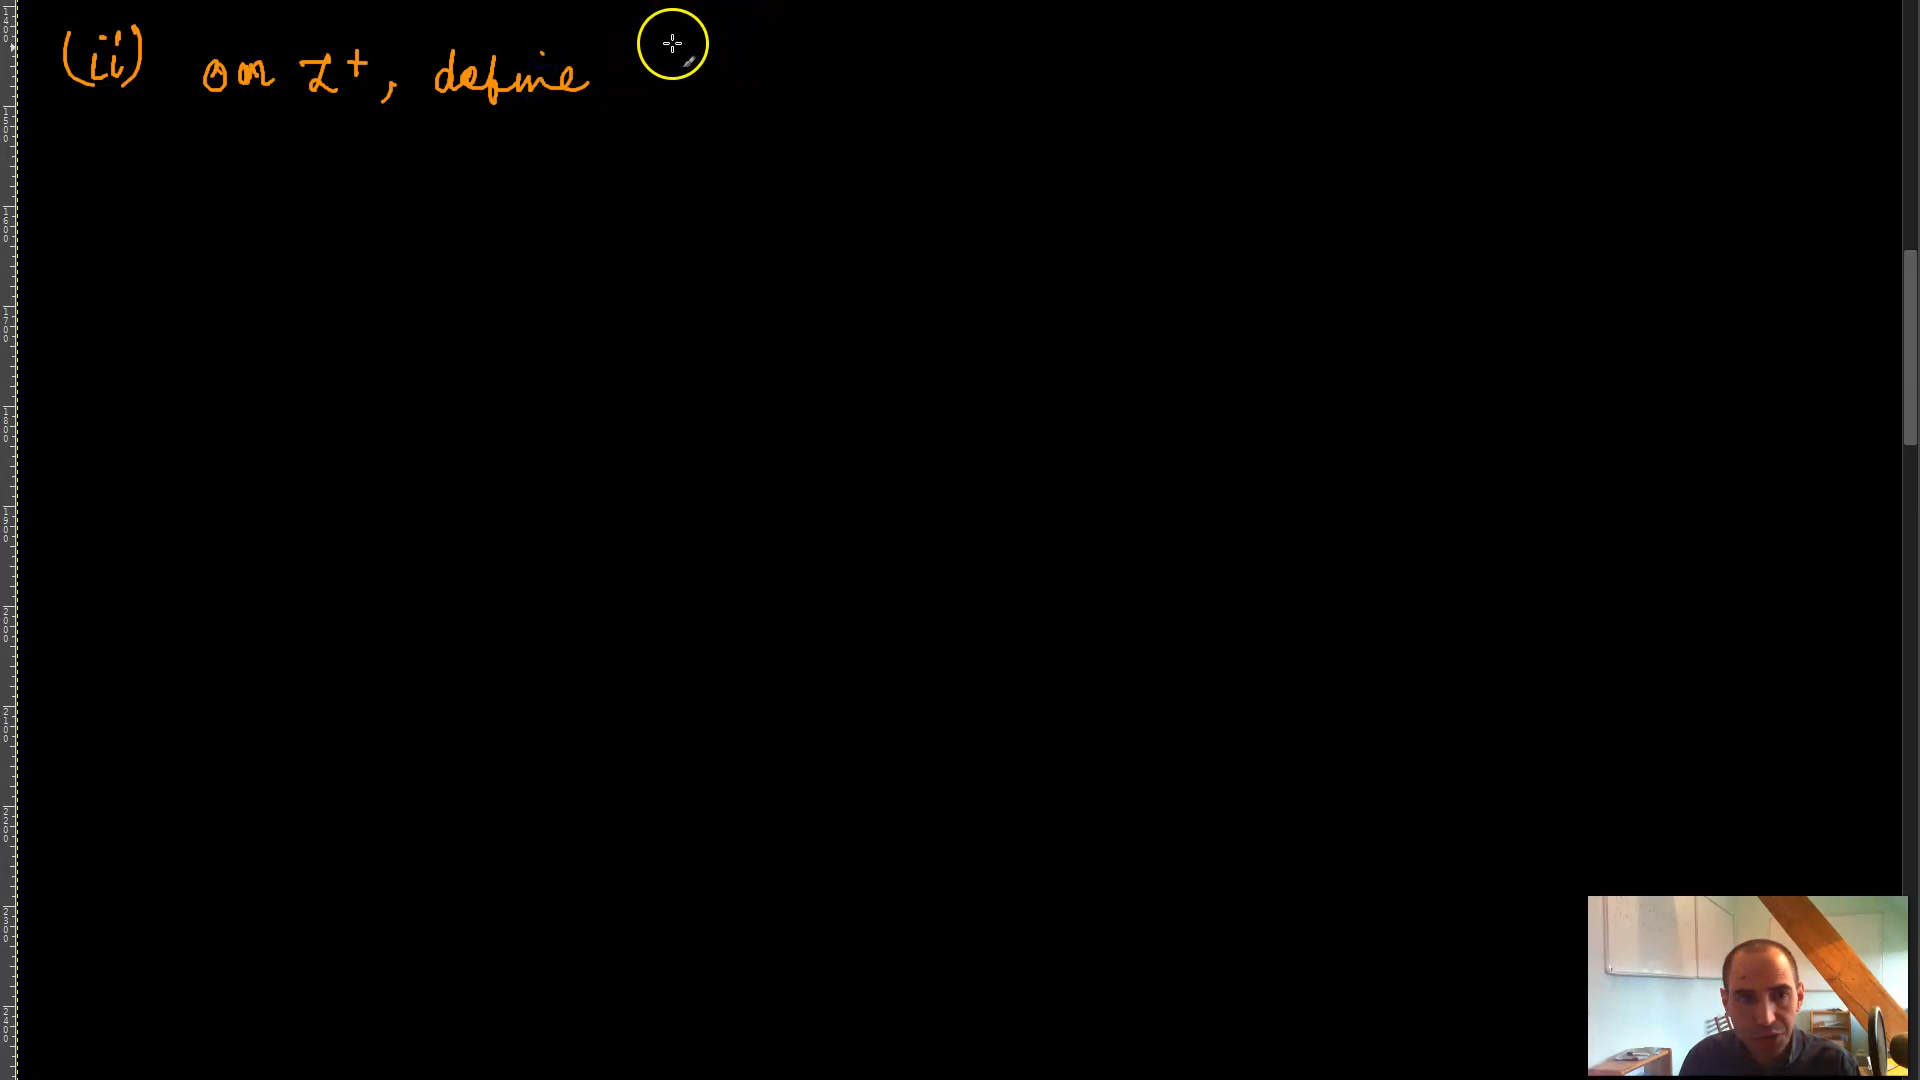 (ii) on Z+, define